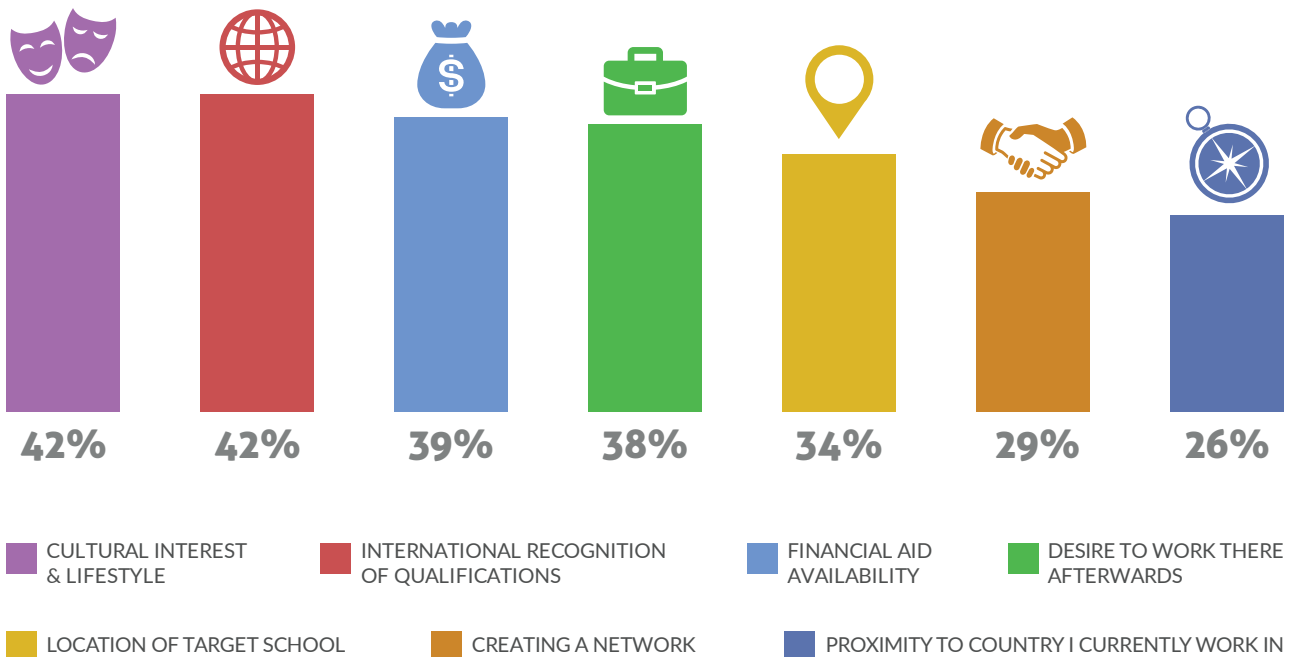 $
42%
42%
39%
38%
34%
29%
26%
CULTURAL INTEREST
& LIFESTYLE
INTERNATIONAL RECOGNITION
OF QUALIFICATIONS
FINANCIAL AID
AVAILABILITY
DESIRE TO WORK THERE
AFTERWARDS
LOCATION OF TARGET SCHOOL
CREATING A NETWORK
PROXIMITY TO COUNTRY I CURRENTLY WORK IN